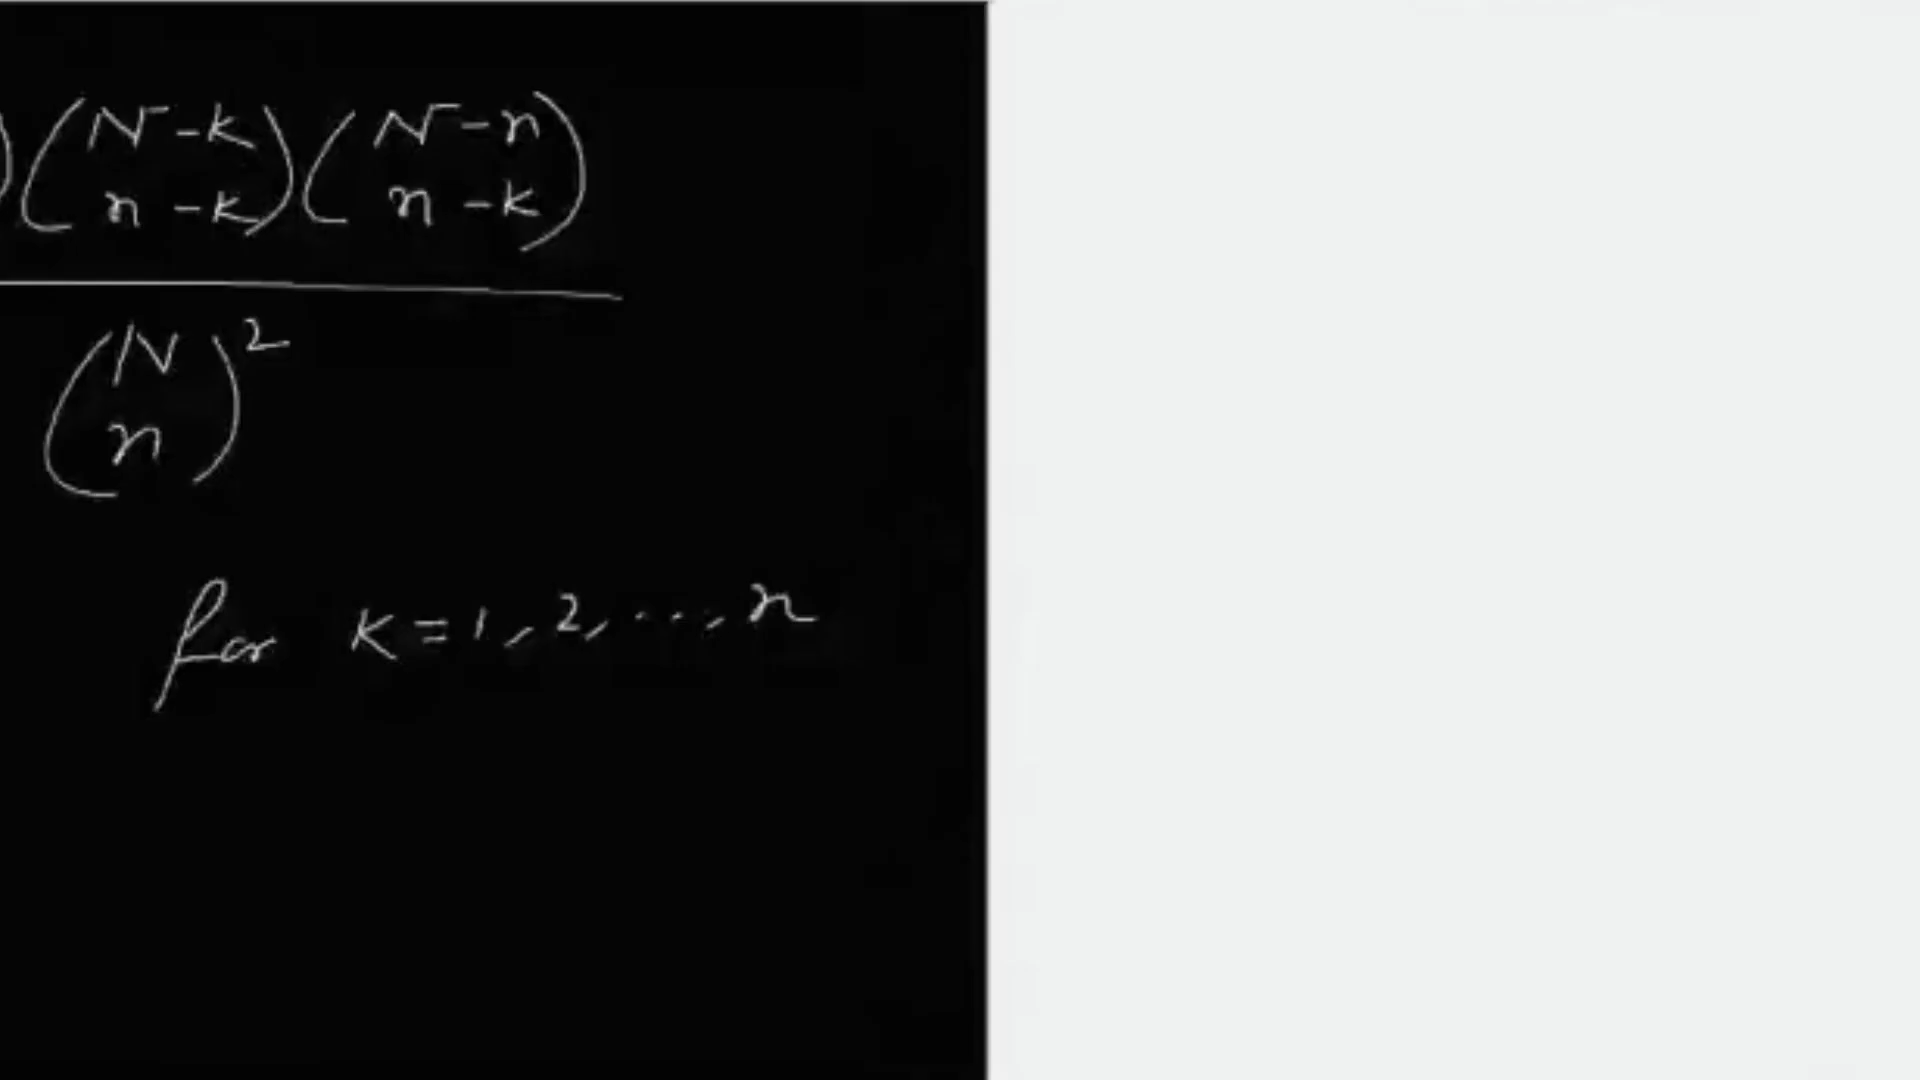 )(N-k)(N-n)
n-k n-k
(N)²
n
for k=1,2,...,n